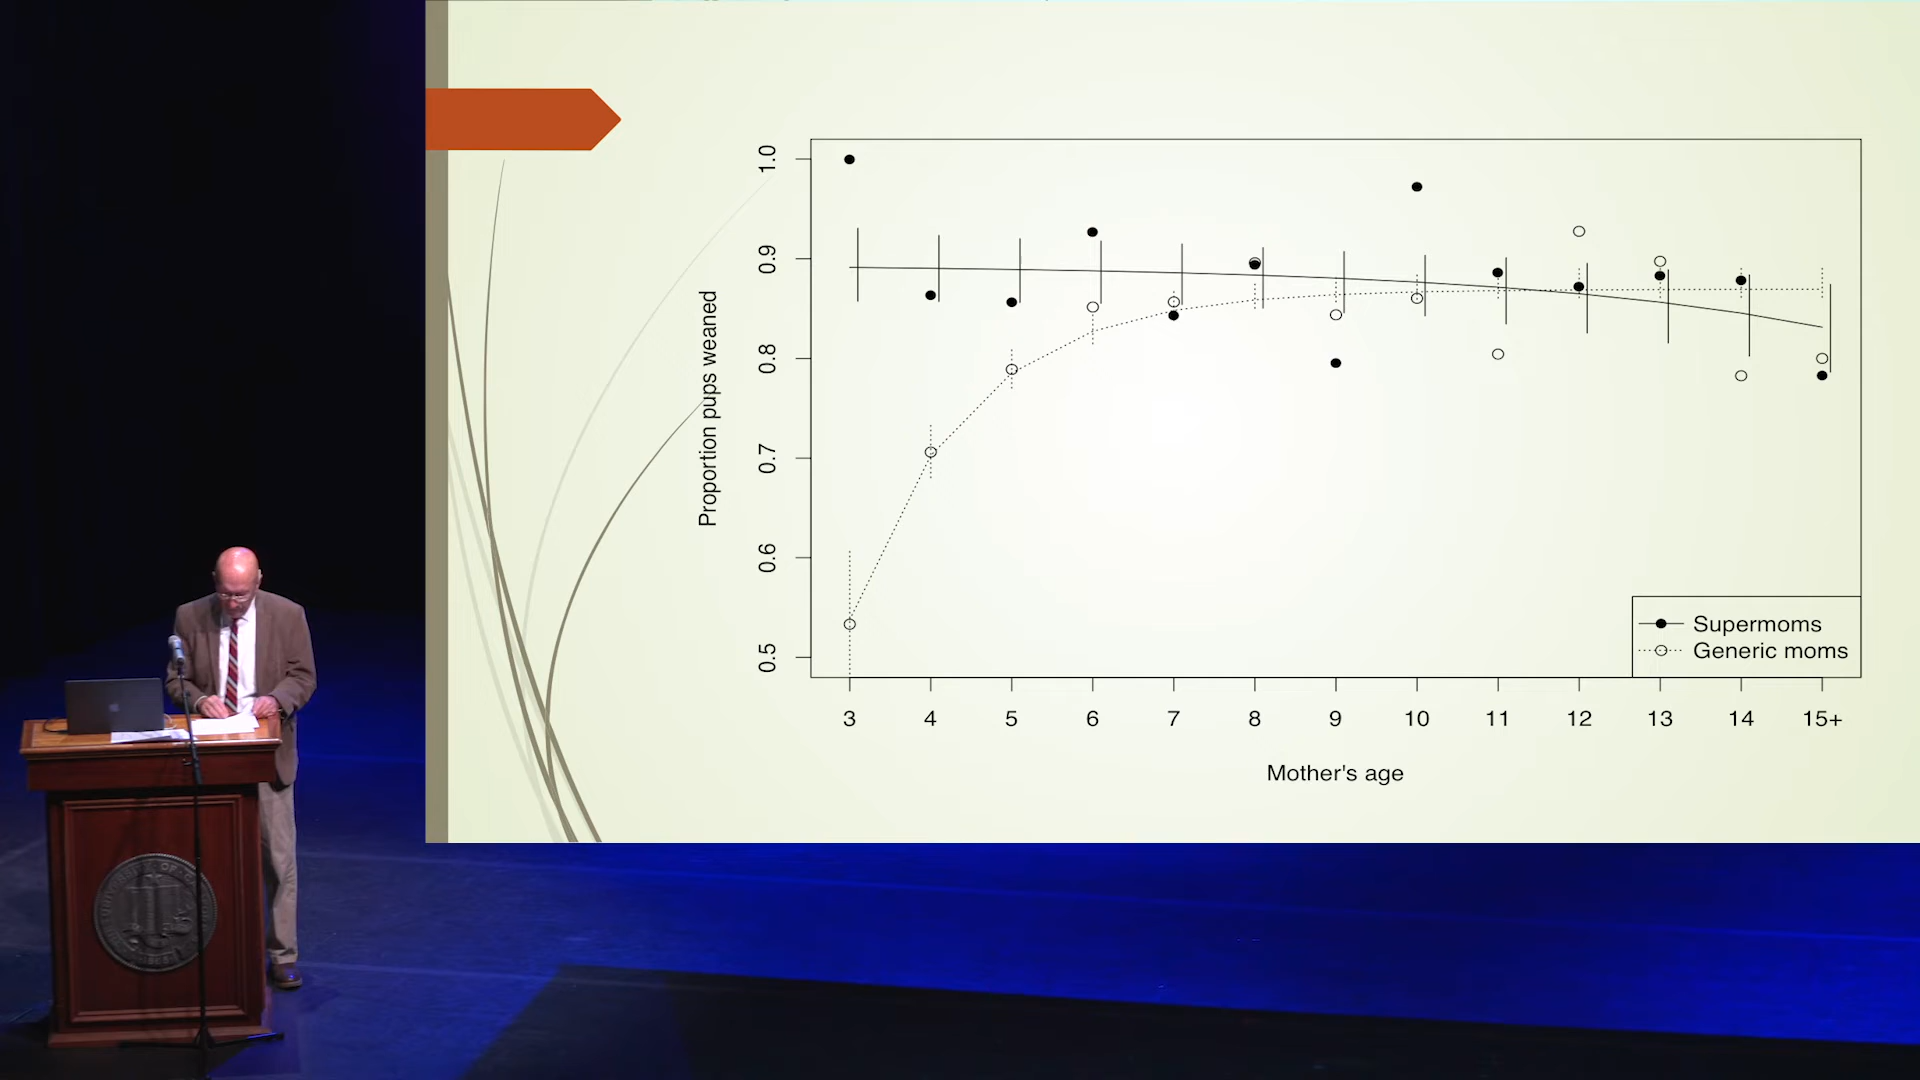 1.0
0.9
0.8
0.7
0.6
0.5
Proportion pups weaned
Supermoms
Generic moms
3 4 5 6 7 8 9 10 11 12 13 14 15+
Mother's age